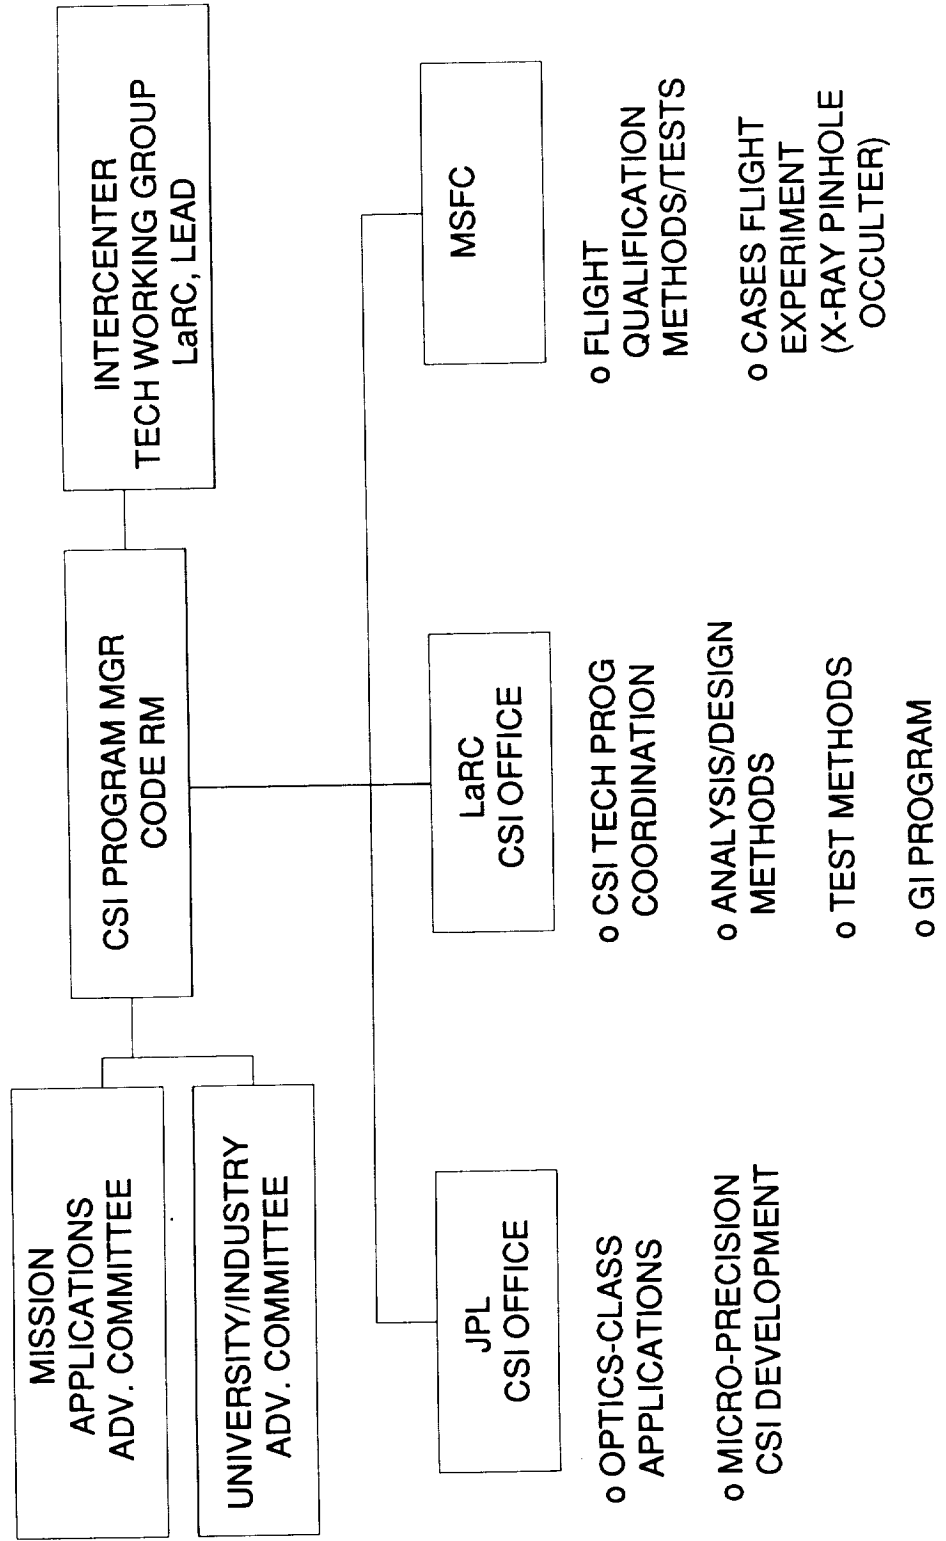 MISSION
APPLICATIONS
ADV. COMMITTEE
UNIVERSITY/INDUSTRY
ADV. COMMITTEE
CSI PROGRAM MGR
CODE RM
INTERCENTER
TECH WORKING GROUP
LaRC, LEAD
JPL
CSI OFFICE
o OPTICS-CLASS
APPLICATIONS
o MICRO-PRECISION
CSI DEVELOPMENT
LaRC
CSI OFFICE
o CSI TECH PROG
COORDINATION
o ANALYSIS/DESIGN
METHODS
o TEST METHODS
o GI PROGRAM
MSFC
o FLIGHT
QUALIFICATION
METHODS/TESTS
o CASES FLIGHT
EXPERIMENT
(X-RAY PINHOLE
OCCULTER)